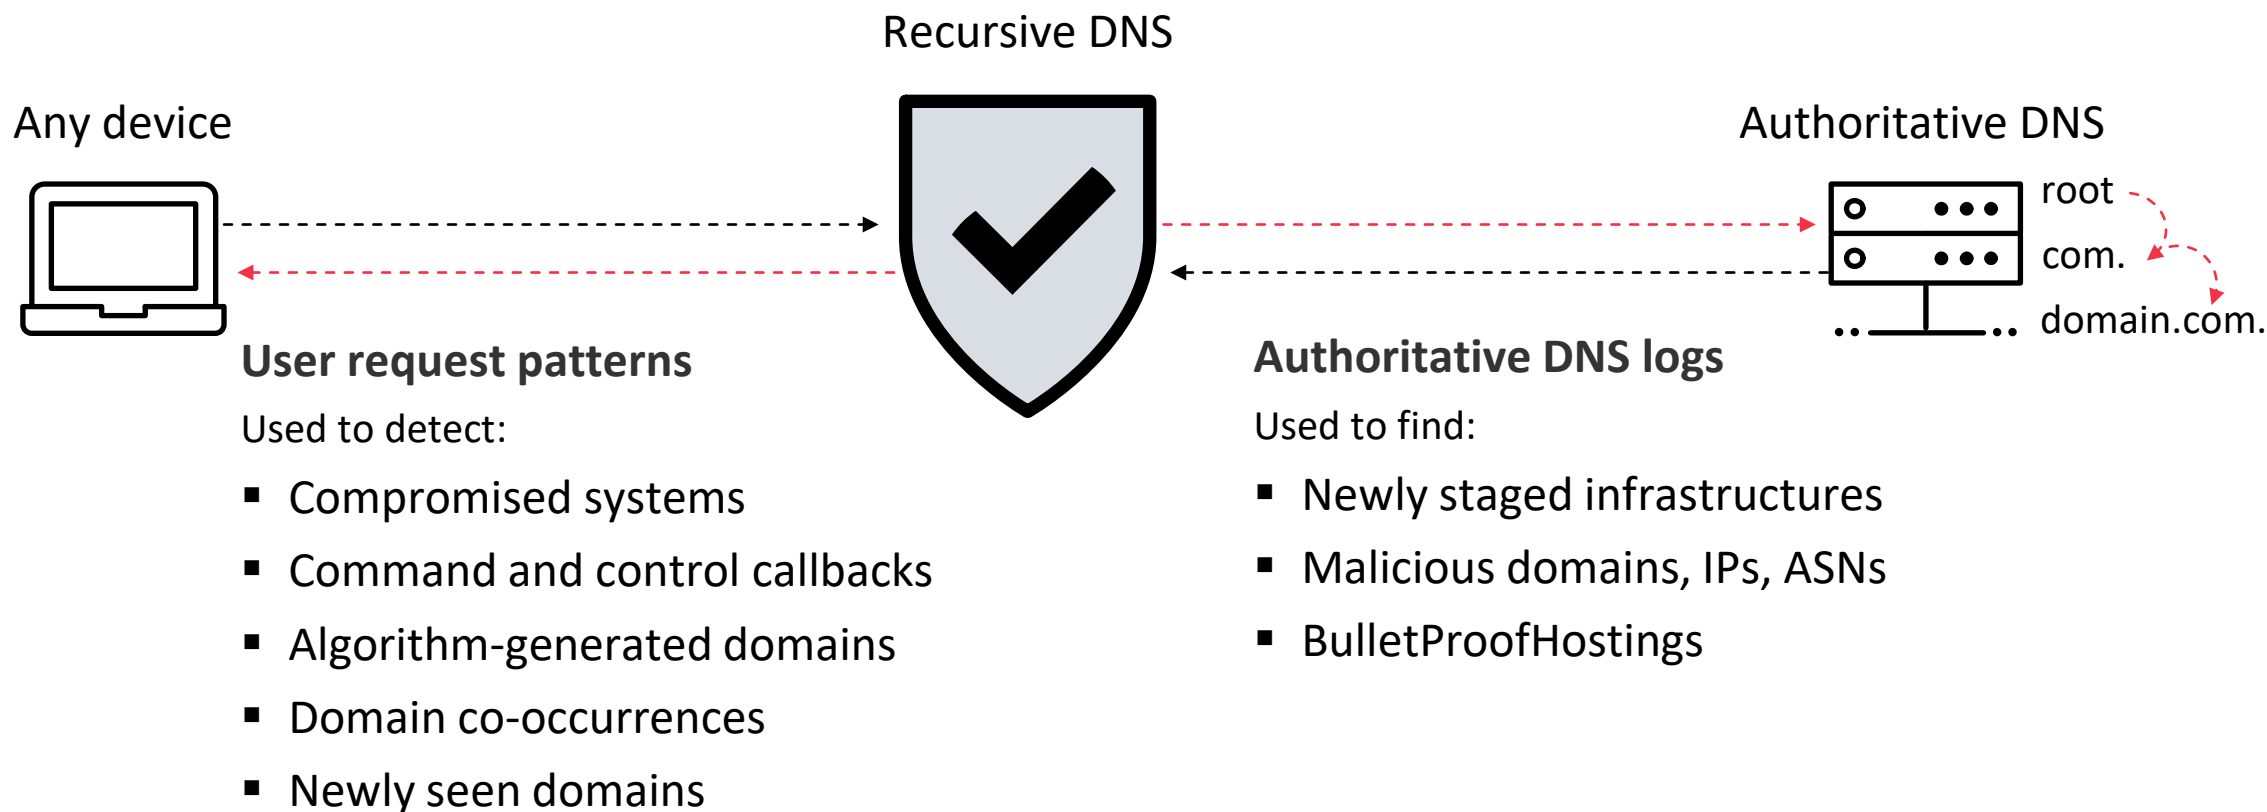 Recursive DNS
Any device
Authoritative DNS
root
com.
domain.com.
User request patterns
Used to detect:
▪ Compromised systems
▪ Command and control callbacks
▪ Algorithm-generated domains
▪ Domain co-occurrences
▪ Newly seen domains
Authoritative DNS logs
Used to find:
▪ Newly staged infrastructures
▪ Malicious domains, IPs, ASNs
▪ BulletProofHostings